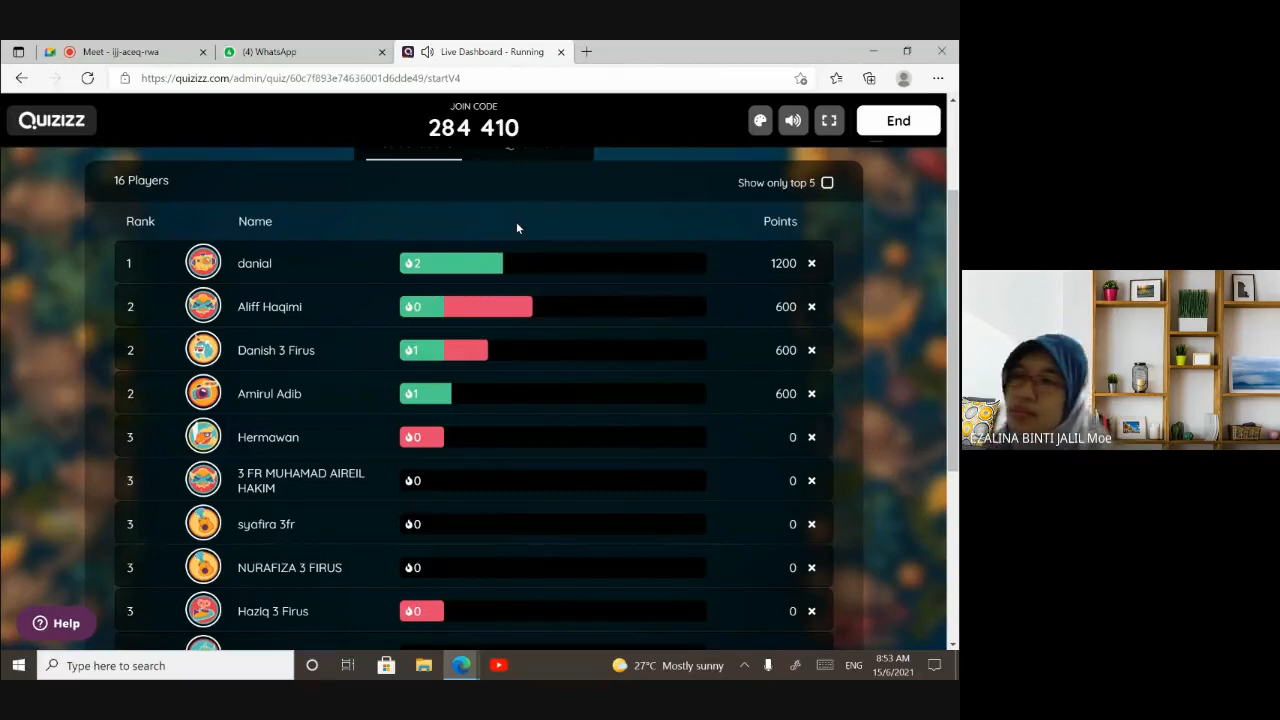 Meet - ijj-aceq-rwa
(4) WhatsApp
Live Dashboard - Running
https://quizizz.com/admin/quiz/60c7f893e74636001d6dde49/startV4
Quizizz
JOIN CODE
284 410
End
16 Players
Show only top 5
Rank Name Points
1 danial 2 1200
2 Aliff Haqimi 0 600
2 Danish 3 Firus 1 600
2 Amirul Adib 1 600
3 Hermawan 0 0
3 3 FR MUHAMAD AIREIL HAKIM 0 0
3 syafira 3fr 0 0
3 NURAFIZA 3 FIRUS 0 0
3 Haziq 3 Firus 0 0
Help
Type here to search
27°C Mostly sunny
ENG
8:53 AM
15/6/2021
BINTI JALIL Moe